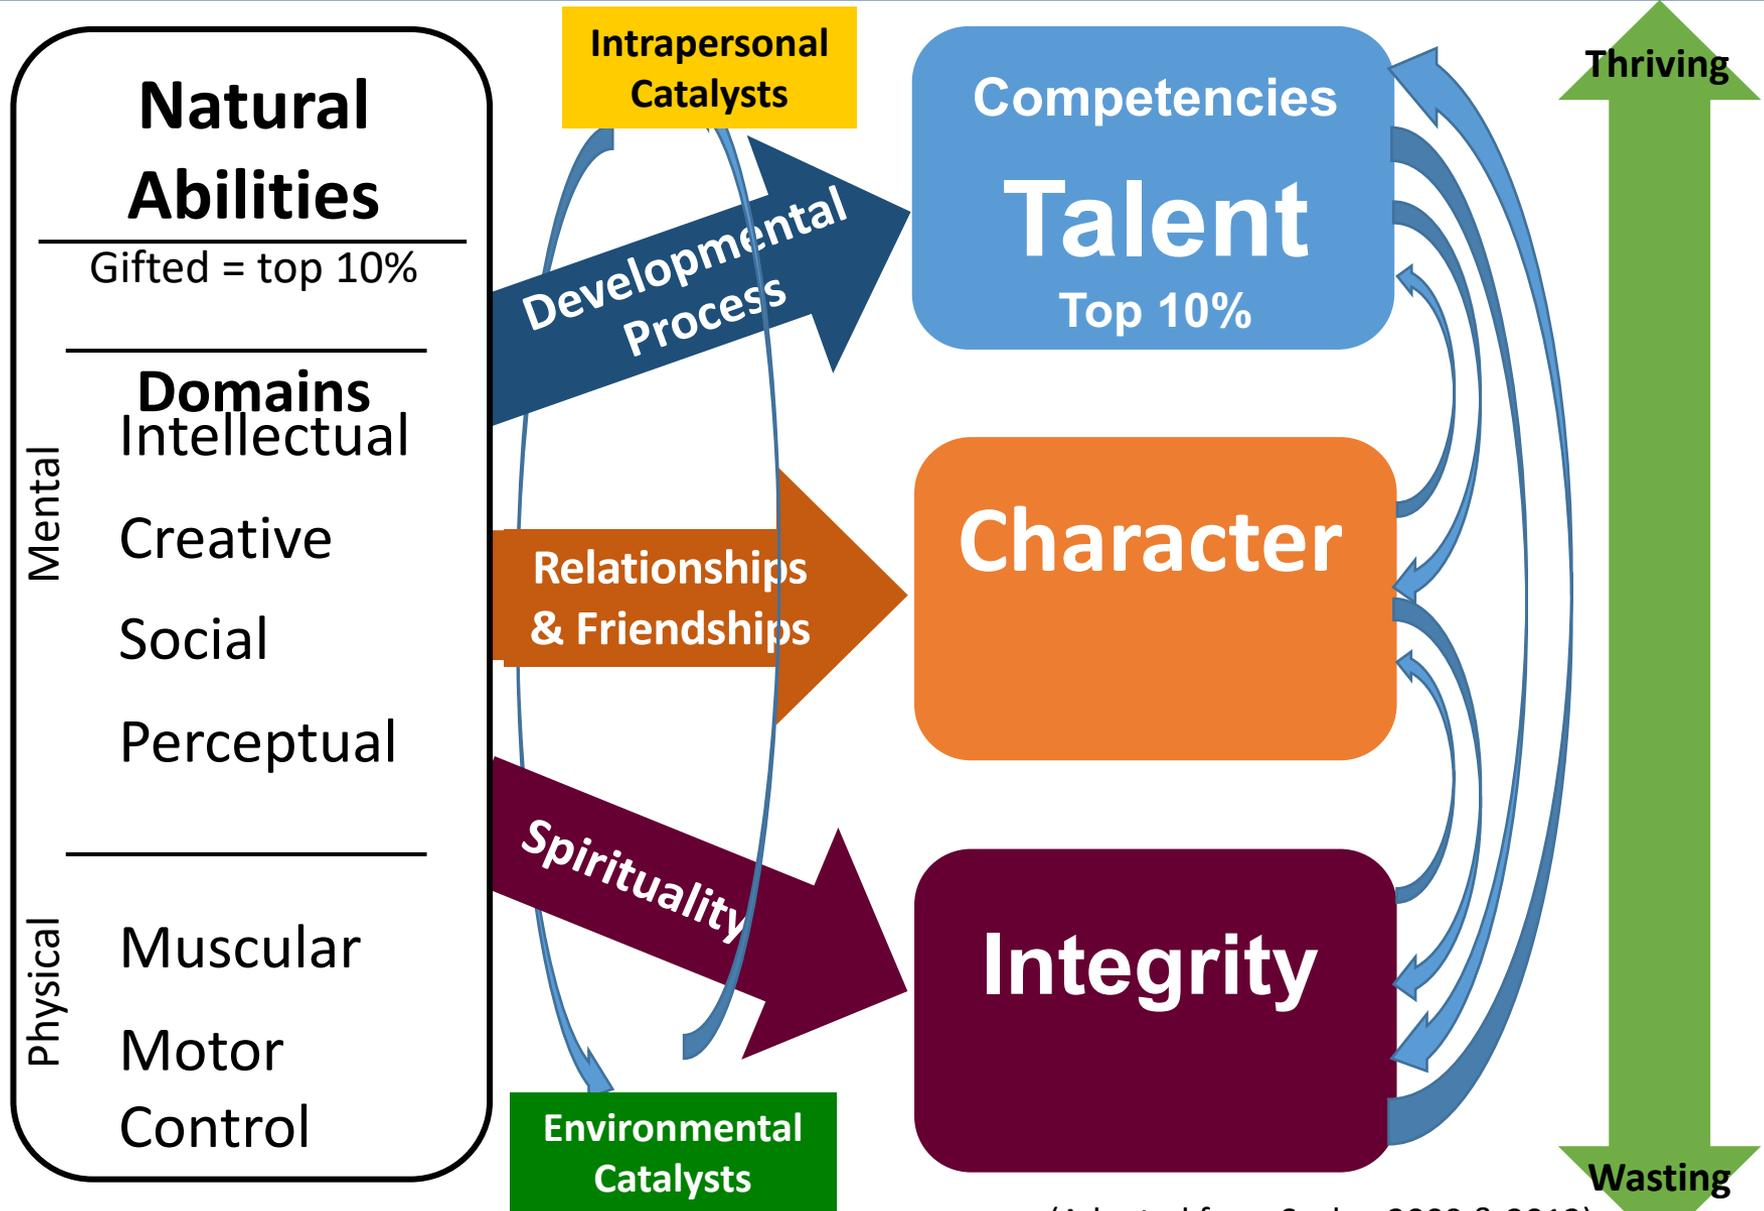 Natural
Abilities
Gifted = top 10%
Domains
Mental
Intellectual
Creative
Social
Perceptual
Physical
Muscular
Motor
Control
Intrapersonal
Catalysts
Developmental
Process
Relationships
& Friendships
Spirituality
Environmental
Catalysts
Competencies
Talent
Top 10%
Character
Integrity
Thriving
Wasting